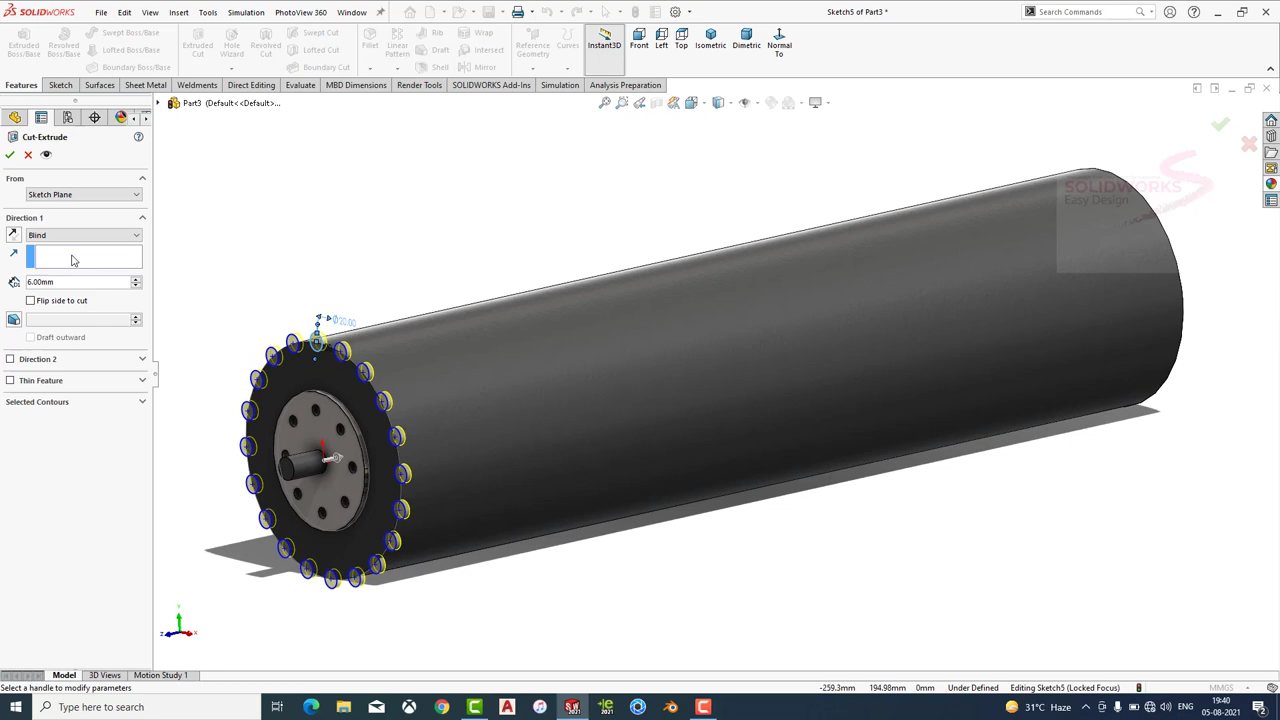 SOLIDWORKS File Edit View Insert Tools Simulation PhotoView 360 Window Sketch5 of Part3 * Search Commands
Extruded Boss/Base Revolved Boss/Base Swept Boss/Base Lofted Boss/Base Boundary Boss/Base Extruded Cut Hole Wizard Revolved Cut Swept Cut Lofted Cut Boundary Cut Fillet Linear Pattern Rib Draft Shell Wrap Intersect Mirror Reference Geometry Curves Instant3D Front Left Top Isometric Dimetric Normal To
Features Sketch Surfaces Sheet Metal Weldments Direct Editing Evaluate MBD Dimensions Render Tools SOLIDWORKS Add-Ins Simulation Analysis Preparation
Part3 (Default<<Default>...
Cut-Extrude
From
Sketch Plane
Direction 1
Blind
6.00mm
Flip side to cut
Draft outward
Direction 2
Thin Feature
Selected Contours
Ø20.00
SOLIDWORKS
Easy Design
Y
Z X
Model 3D Views Motion Study 1
Select a handle to modify parameters -259.3mm 194.98mm 0mm Under Defined Editing Sketch5 (Locked Focus) MMGS
Type here to search 2021 2021 31°C Haze ENG 19:40
05-08-2021